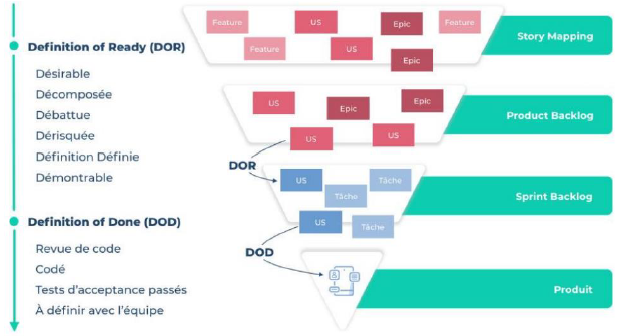 Definition of Ready (DOR)
Désirable
Décomposée
Débattue
Dérisquée
Définition Définie
Démontrable
Definition of Done (DOD)
Revue de code
Codé
Tests d'acceptance passés
À définir avec l'équipe
Feature
US
Epic
Feature
Feature
US
Epic
Story Mapping
US
Epic
Epic
US
US
Product Backlog
DOR
US
Tâche
Tâche
US
Tâche
Sprint Backlog
DOD
Produit